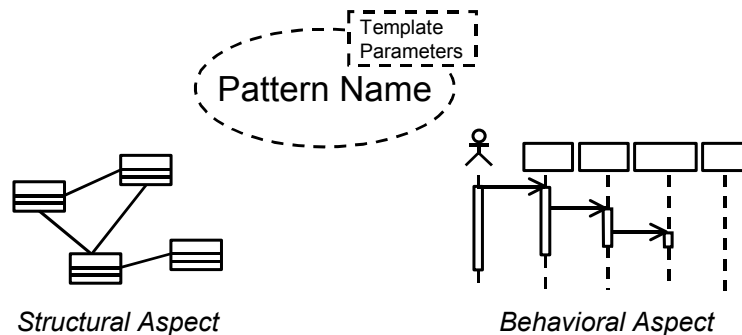 Template
Parameters
Pattern Name
Structural Aspect
Behavioral Aspect